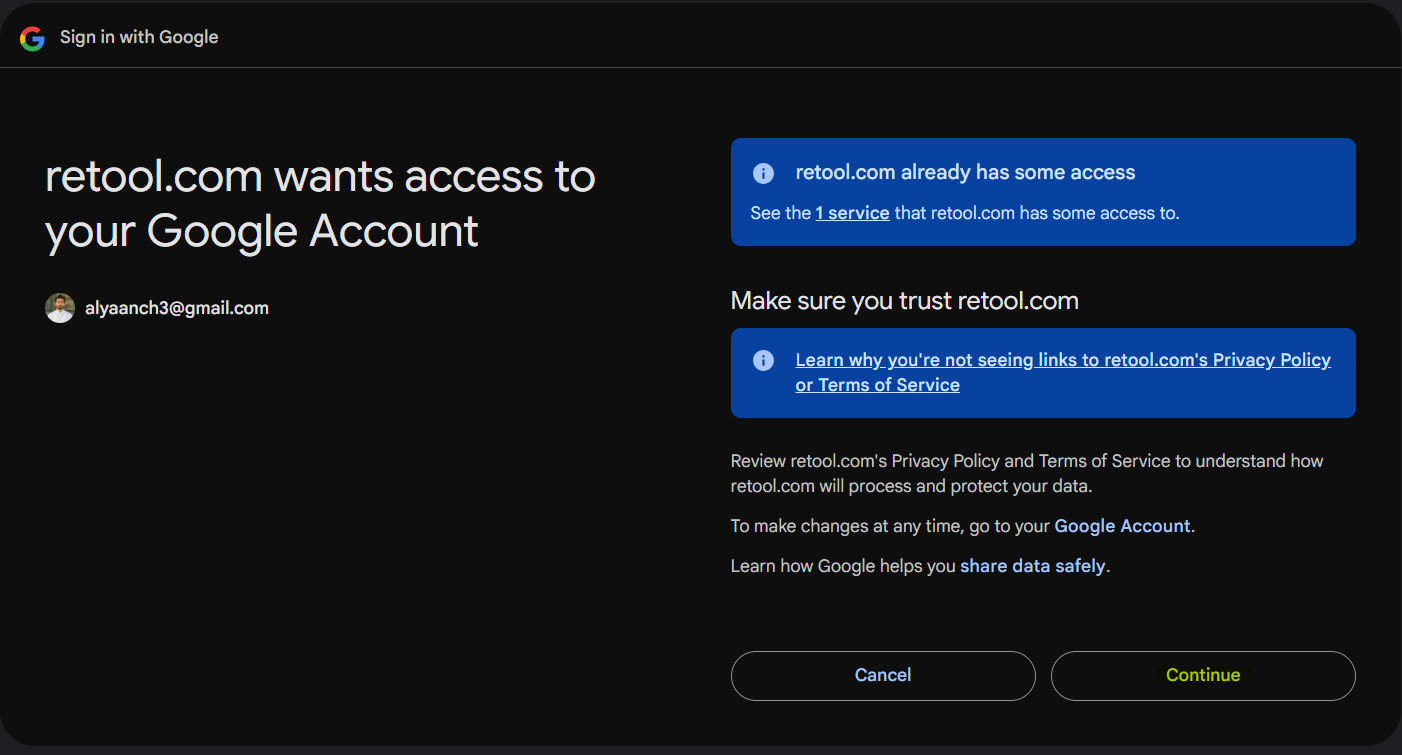 Sign in with Google
retool.com wants access to
your Google Account
alyaanch3@gmail.com
retool.com already has some access
See the 1 service that retool.com has some access to.
Make sure you trust retool.com
Learn why you're not seeing links to retool.com's Privacy Policy
or Terms of Service
Review retool.com's Privacy Policy and Terms of Service to understand how
retool.com will process and protect your data.
To make changes at any time, go to your Google Account.
Learn how Google helps you share data safely.
Cancel
Continue